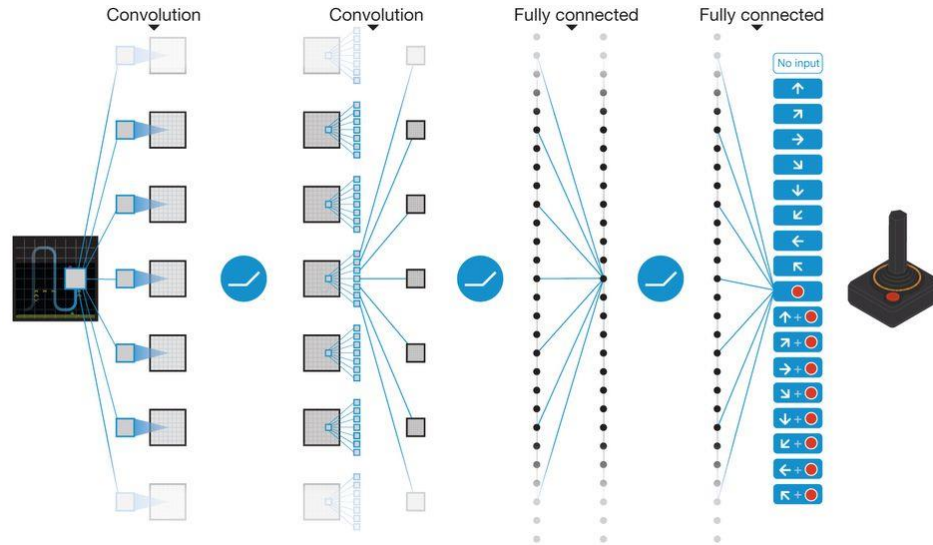 Convolution
Convolution
Fully connected
Fully connected
No input
+
+
+
+
+
+
+
+